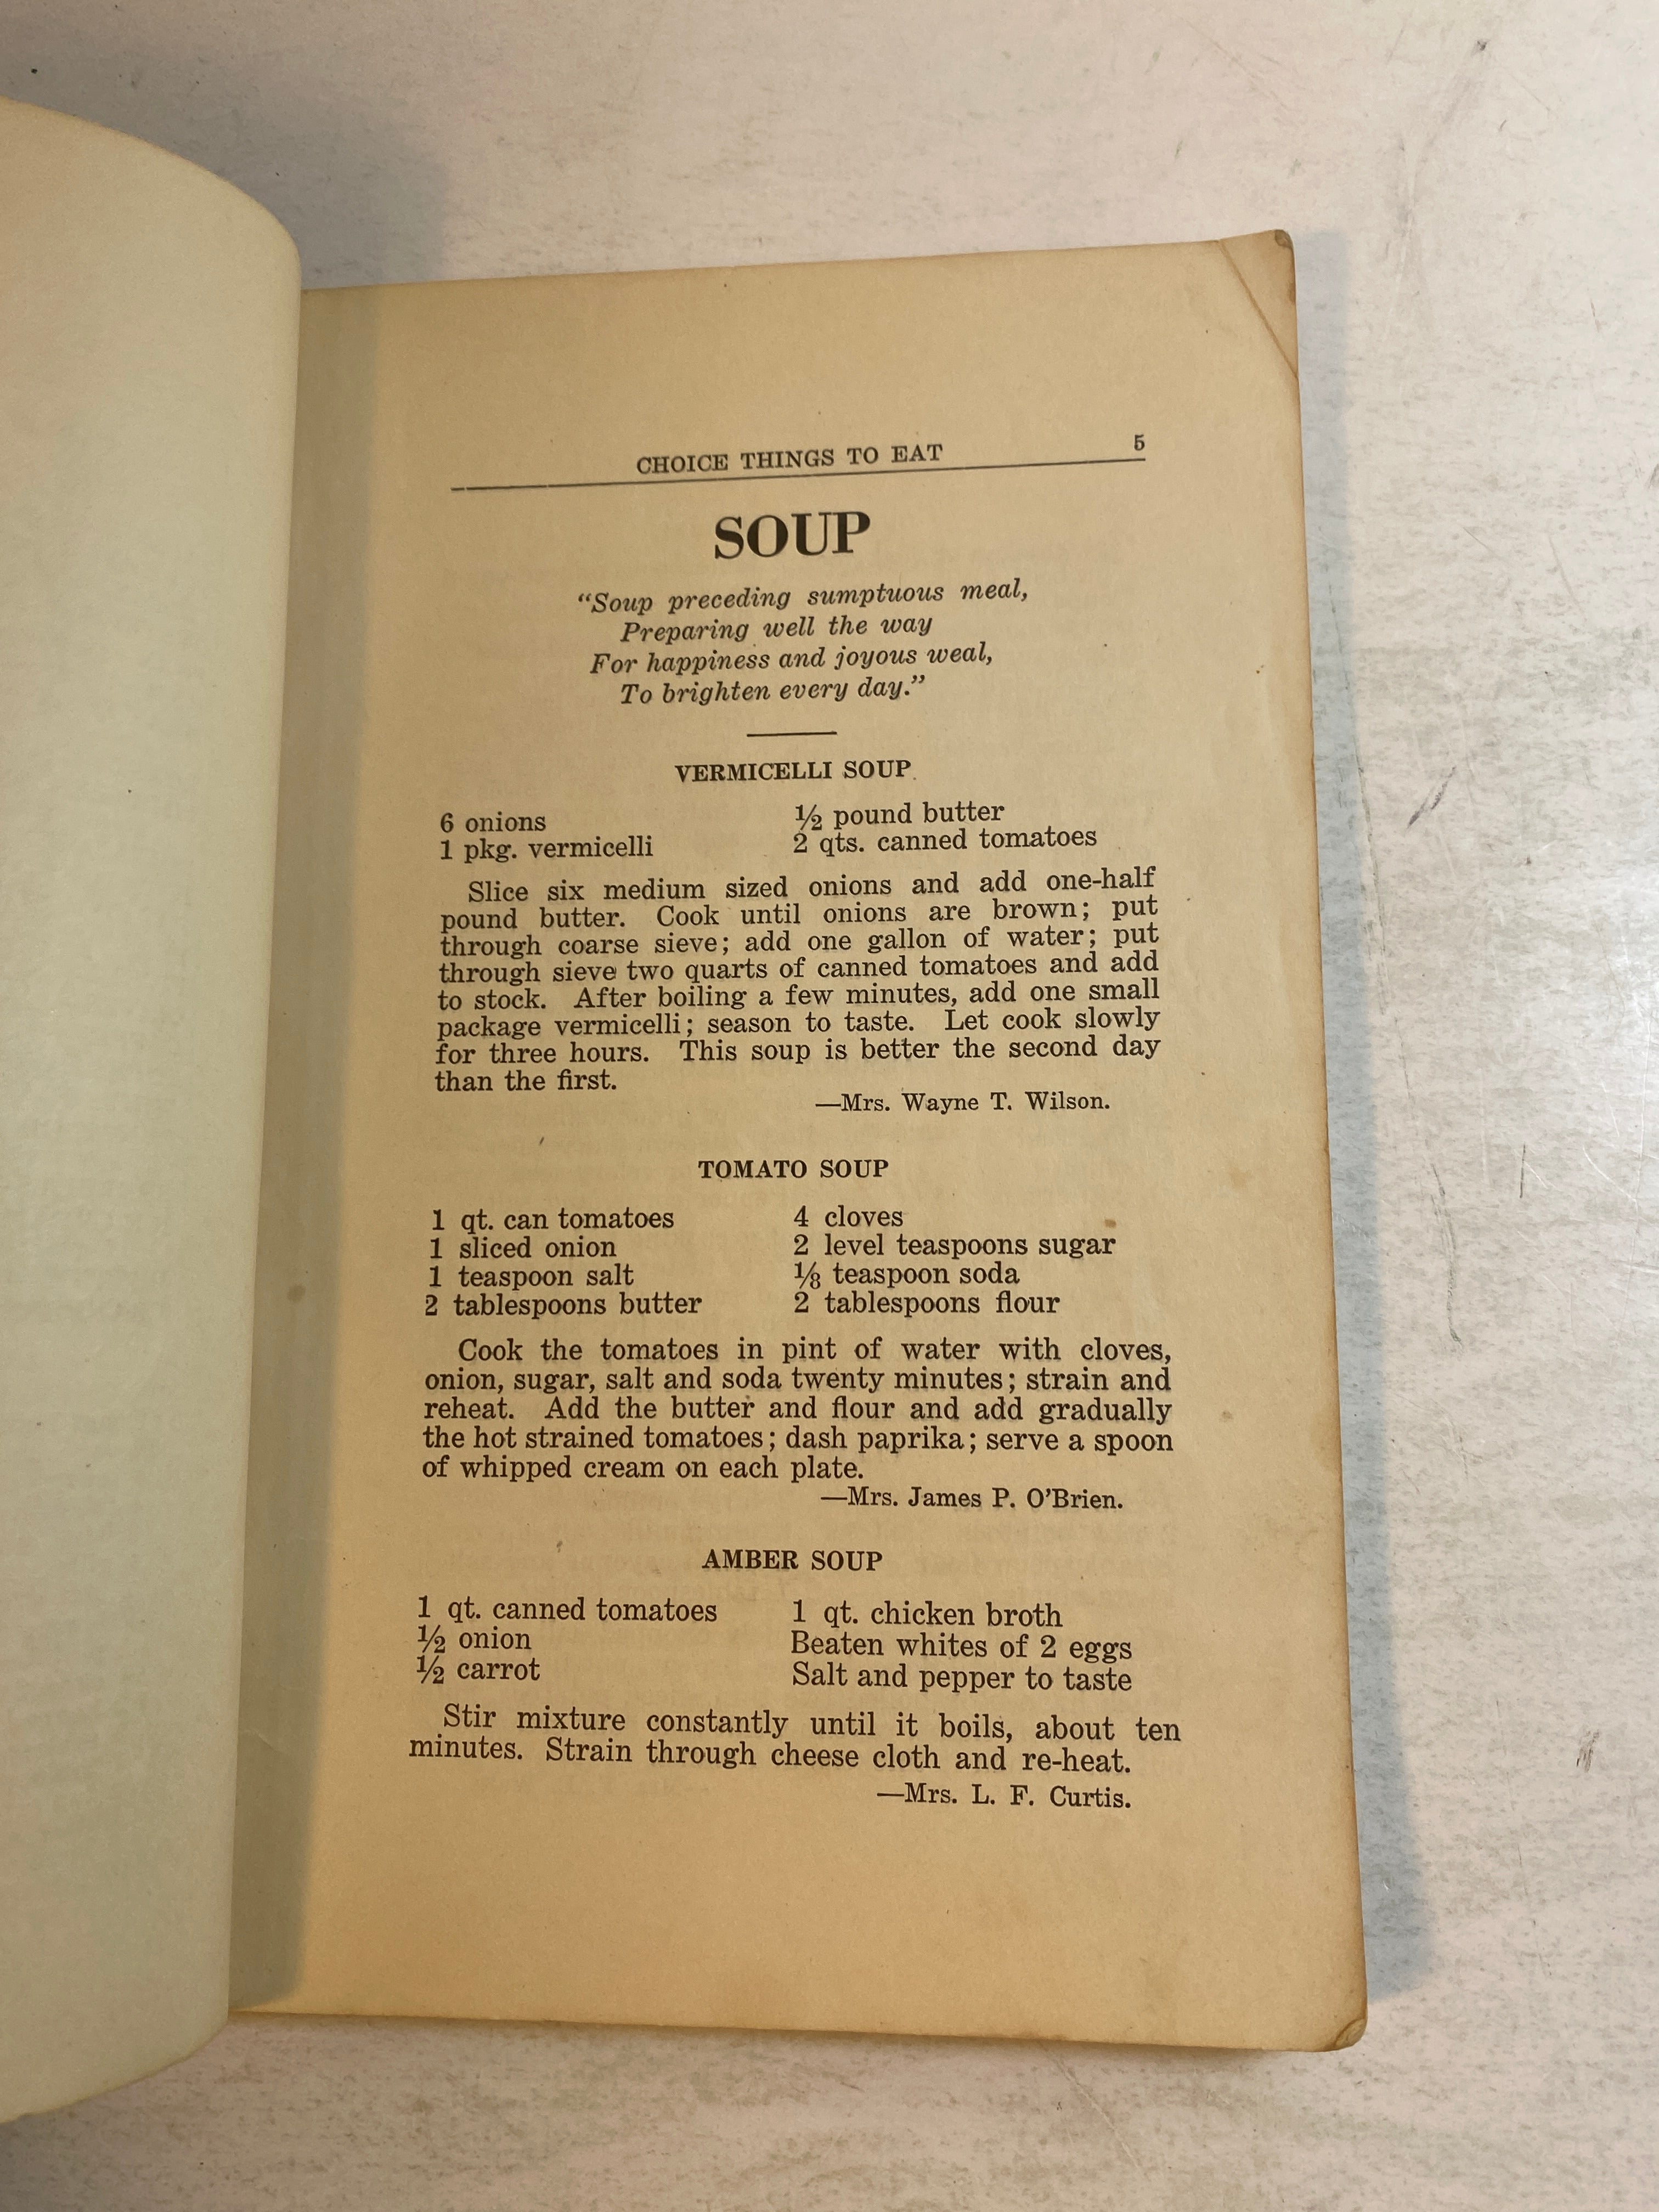 CHOICE THINGS TO EAT 5
SOUP
“Soup preceding sumptuous meal,
Preparing well the way
For happiness and joyous weal,
To brighten every day.”
VERMICELLI SOUP
6 onions ½ pound butter
1 pkg. vermicelli 2 qts. canned tomatoes
Slice six medium sized onions and add one-half
pound butter. Cook until onions are brown; put
through coarse sieve; add one gallon of water; put
through sieve two quarts of canned tomatoes and add
to stock. After boiling a few minutes, add one small
package vermicelli; season to taste. Let cook slowly
for three hours. This soup is better the second day
than the first.
—Mrs. Wayne T. Wilson.
TOMATO SOUP
1 qt. can tomatoes 4 cloves
1 sliced onion 2 level teaspoons sugar
1 teaspoon salt ⅛ teaspoon soda
2 tablespoons butter 2 tablespoons flour
Cook the tomatoes in pint of water with cloves,
onion, sugar, salt and soda twenty minutes; strain and
reheat. Add the butter and flour and add gradually
the hot strained tomatoes; dash paprika; serve a spoon
of whipped cream on each plate.
—Mrs. James P. O’Brien.
AMBER SOUP
1 qt. canned tomatoes 1 qt. chicken broth
½ onion Beaten whites of 2 eggs
½ carrot Salt and pepper to taste
Stir mixture constantly until it boils, about ten
minutes. Strain through cheese cloth and re-heat.
—Mrs. L. F. Curtis.